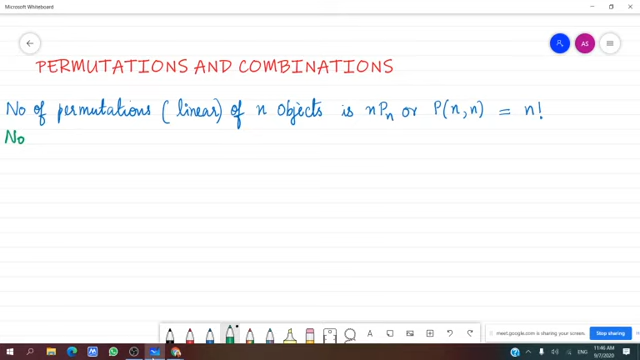 Microsoft Whiteboard
AS
PERMUTATIONS AND COMBINATIONS
No of permutations ( linear) of n objects is nPn or P(n,n) = n!
No
meet.google.com is sharing your screen.
Stop sharing
ENG
11:46 AM
9/7/2020